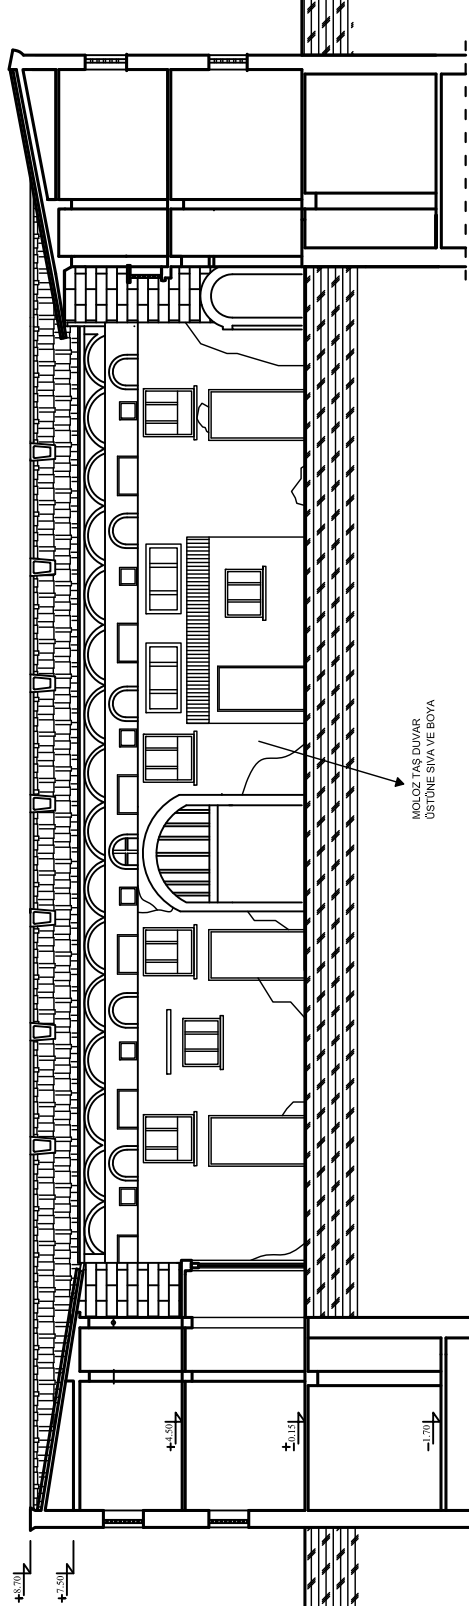 +8.70
+7.50
+4.50
±0.15
-1.70
MOLOZ TAŞ DUVAR
ÜSTÜNE SIVA VE BOYA